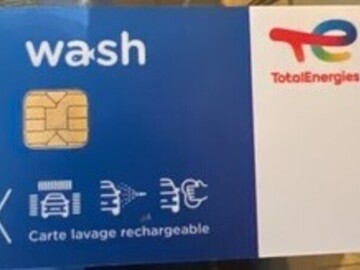 wash
TotalEnergies
Carte lavage rechargeable